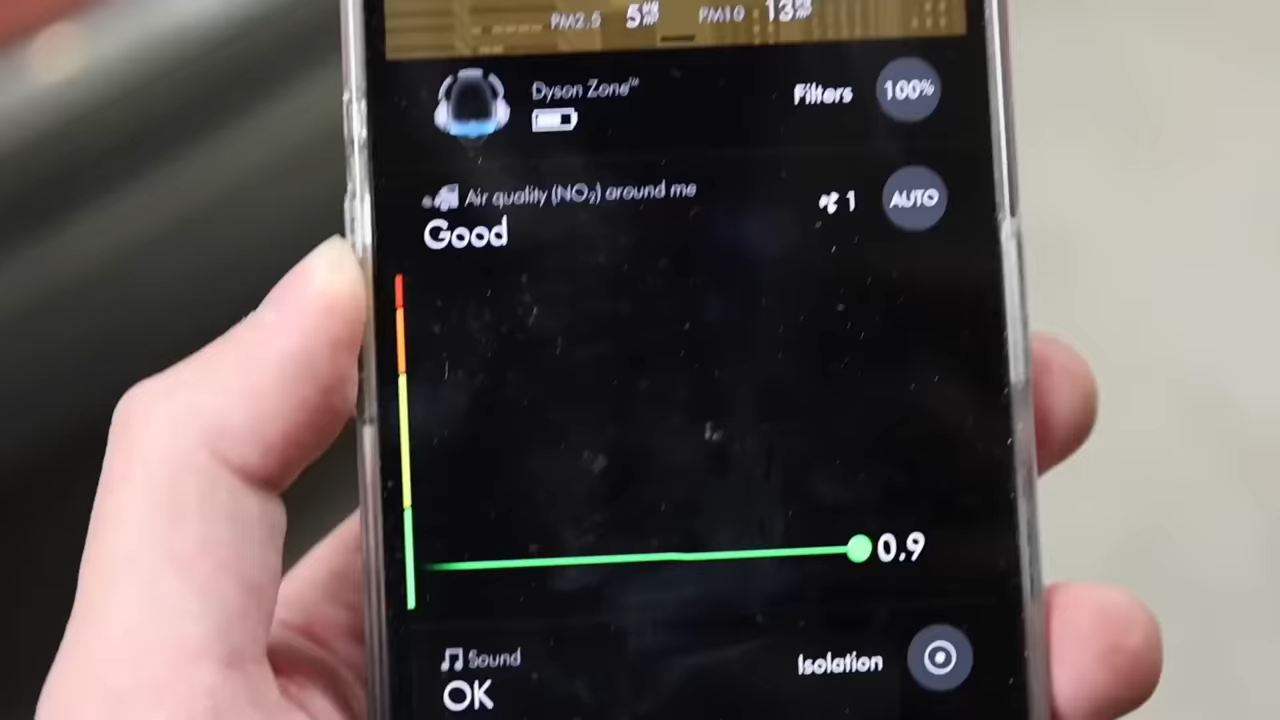 PM2.5 5 PM10 13
Dyson Zone™ Filters 100%
Air quality (NO₂) around me 1 AUTO
Good
0.9
Sound Isolation
OK